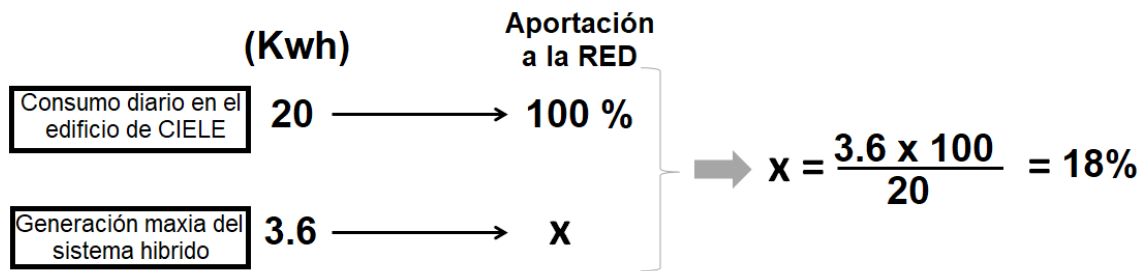 (Kwh)
Aportación
a la RED
Consumo diario en el
edificio de CIELE
20
100 %
Generación maxia del
sistema hibrido
3.6
x
x = 3.6 x 100 / 20 = 18%